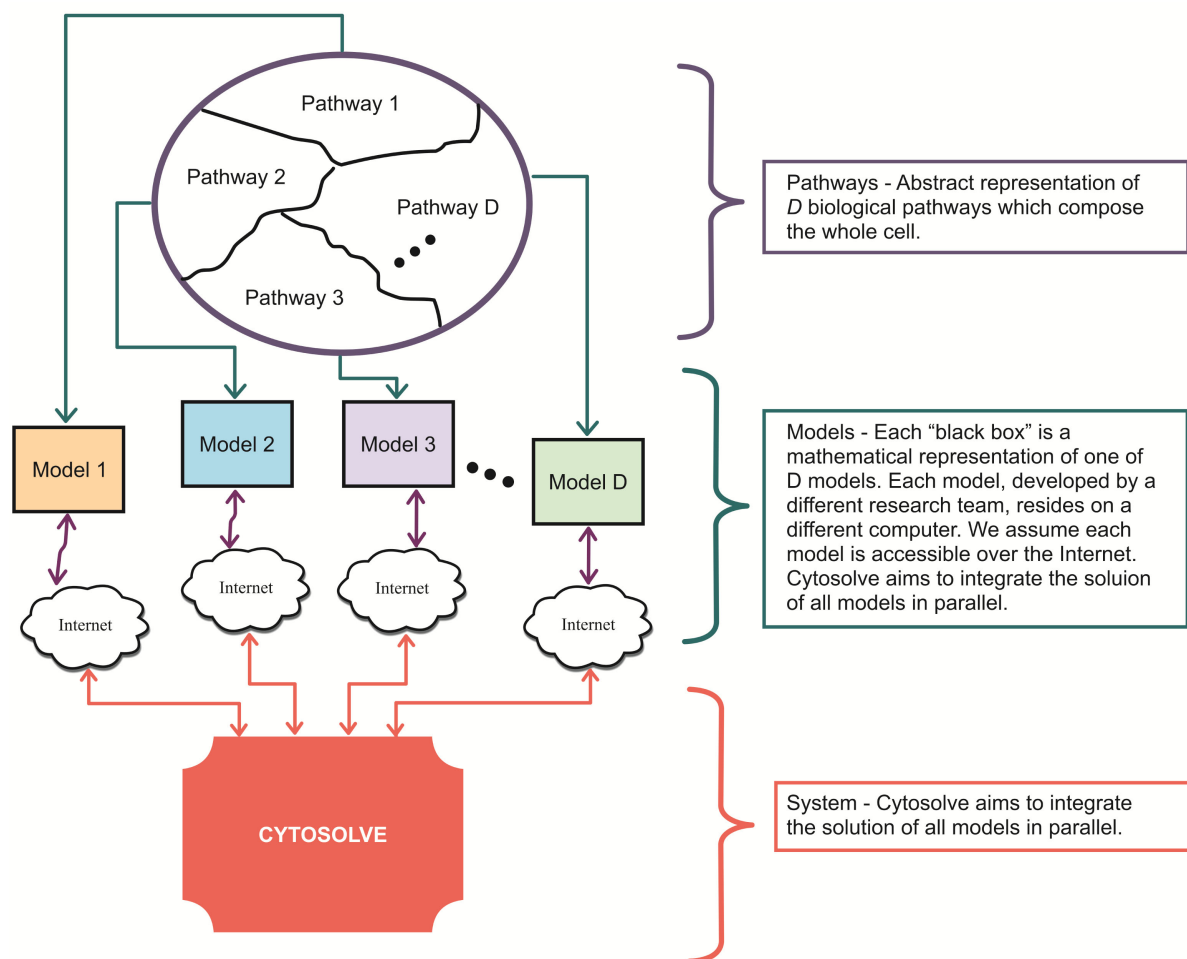 Pathway 1
Pathway 2
Pathway D
Pathway 3
Pathways - Abstract representation of
D biological pathways which compose
the whole cell.
Model 1
Model 2
Model 3
Model D
Models - Each “black box” is a
mathematical representation of one of
D models. Each model, developed by a
different research team, resides on a
different computer. We assume each
model is accessible over the Internet.
Cytosolve aims to integrate the soluion
of all models in parallel.
Internet
Internet
Internet
Internet
CYTOSOLVE
System - Cytosolve aims to integrate
the solution of all models in parallel.